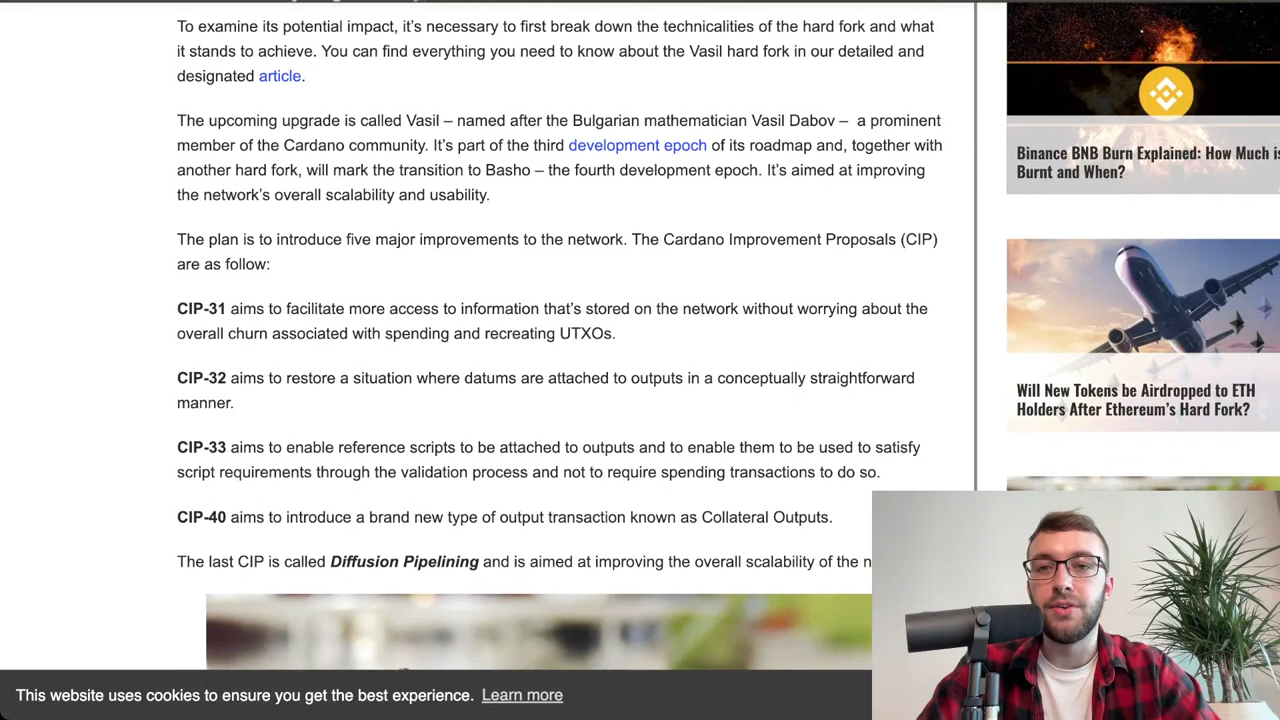 To examine its potential impact, it's necessary to first break down the technicalities of the hard fork and what
it stands to achieve. You can find everything you need to know about the Vasil hard fork in our detailed and
designated article.
The upcoming upgrade is called Vasil – named after the Bulgarian mathematician Vasil Dabov –  a prominent
member of the Cardano community. It's part of the third development epoch of its roadmap and, together with
another hard fork, will mark the transition to Basho – the fourth development epoch. It's aimed at improving
the network's overall scalability and usability.
The plan is to introduce five major improvements to the network. The Cardano Improvement Proposals (CIP)
are as follow:
CIP-31 aims to facilitate more access to information that's stored on the network without worrying about the
overall churn associated with spending and recreating UTXOs.
CIP-32 aims to restore a situation where datums are attached to outputs in a conceptually straightforward
manner.
CIP-33 aims to enable reference scripts to be attached to outputs and to enable them to be used to satisfy
script requirements through the validation process and not to require spending transactions to do so.
CIP-40 aims to introduce a brand new type of output transaction known as Collateral Outputs.
The last CIP is called Diffusion Pipelining and is aimed at improving the overall scalability of the
Binance BNB Burn Explained: How Much is
Burnt and When?
Will New Tokens be Airdropped to ETH
Holders After Ethereum's Hard Fork?
This website uses cookies to ensure you get the best experience. Learn more